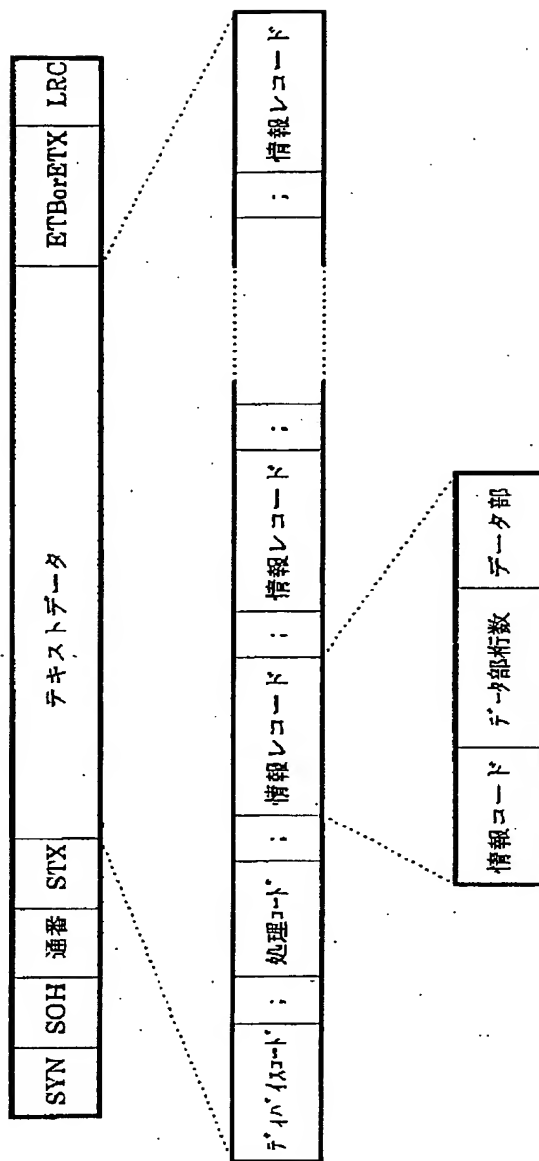 SYN SOH 通番 STX テキストデータ ETBorETX LRC
ディバイスコード ; 処理コード ; 情報レコード ; 情報レコード ; ; 情報レコード
情報コード データ部桁数 データ部